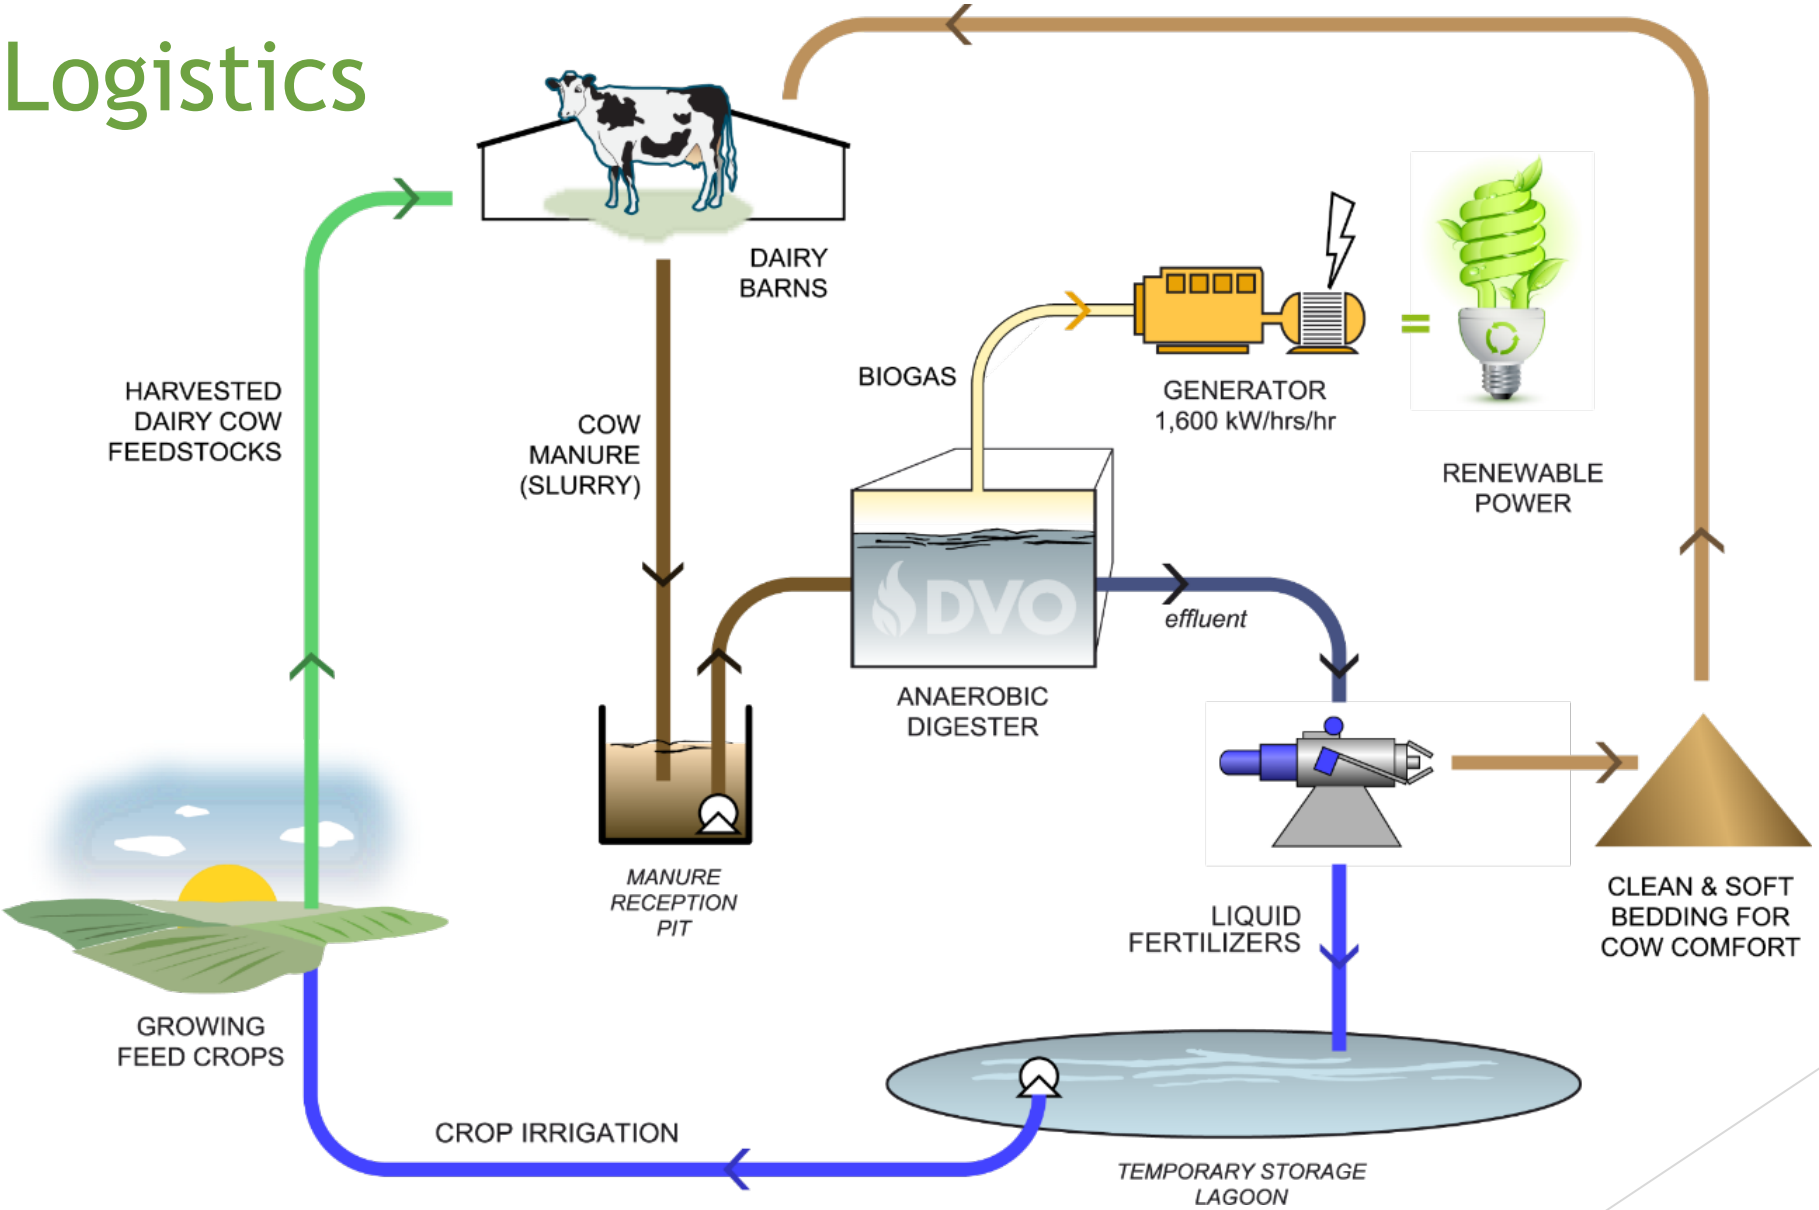 Logistics
DAIRY
BARNS
HARVESTED
DAIRY COW
FEEDSTOCKS
COW
MANURE
(SLURRY)
BIOGAS
GENERATOR
1,600 kW/hrs/hr
=
RENEWABLE
POWER
DVO
effluent
ANAEROBIC
DIGESTER
MANURE
RECEPTION
PIT
LIQUID
FERTILIZERS
CLEAN & SOFT
BEDDING FOR
COW COMFORT
GROWING
FEED CROPS
CROP IRRIGATION
TEMPORARY STORAGE
LAGOON